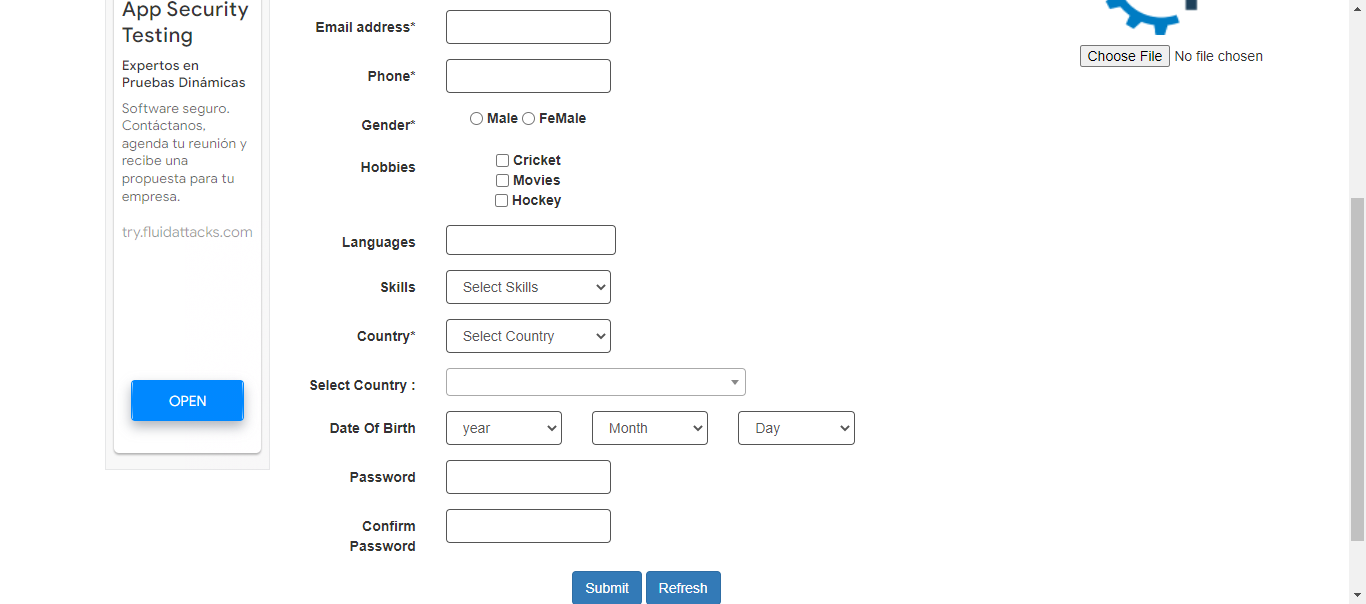 App Security
Testing
Expertos en
Pruebas Dinámicas
Software seguro.
Contáctanos,
agenda tu reunión y
recibe una
propuesta para tu
empresa.
try.fluidattacks.com
OPEN
Email address*
Phone*
Gender*
Male FeMale
Hobbies
Cricket
Movies
Hockey
Languages
Skills
Select Skills
Country*
Select Country
Select Country :
Date Of Birth
year Month Day
Password
Confirm
Password
Submit Refresh
Choose File No file chosen